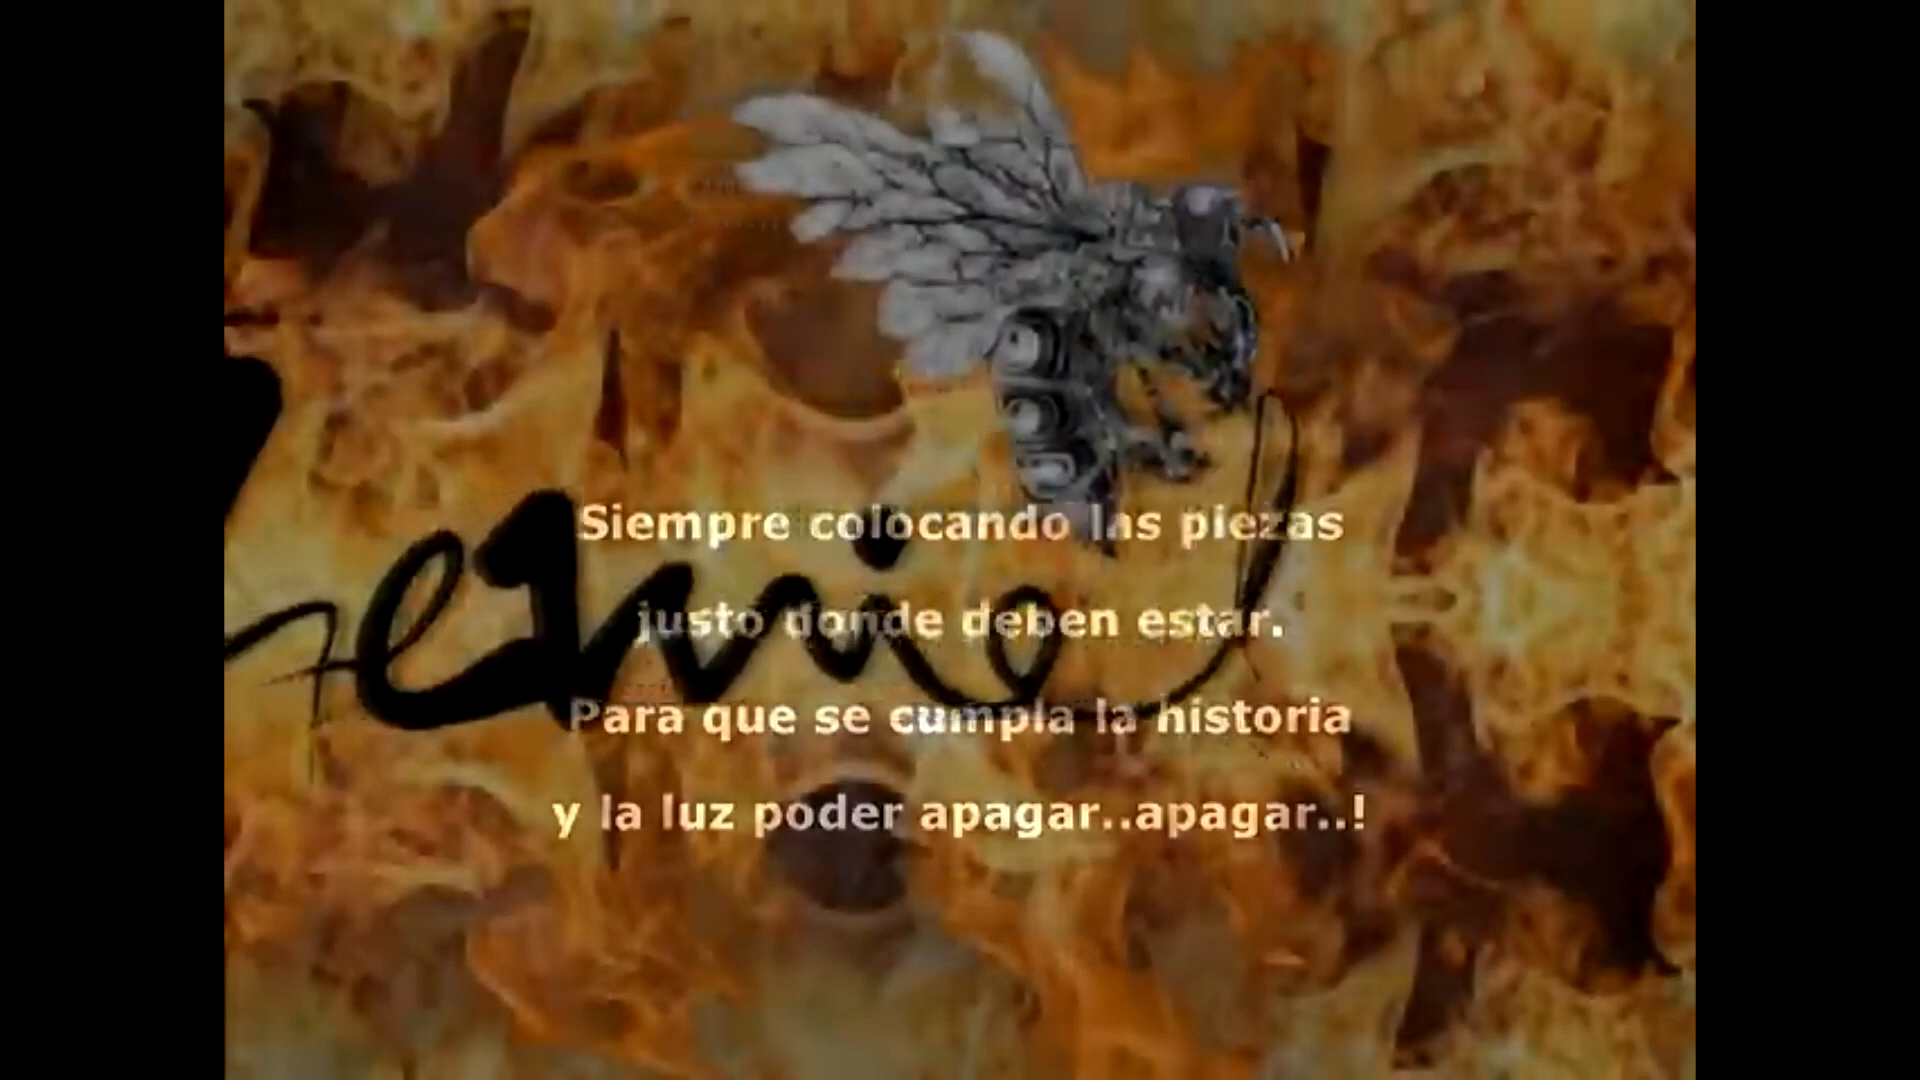 Siempre colocando las piezas
justo donde deben estar.
Para que se cumpla la historia
y la luz poder apagar..apagar..!